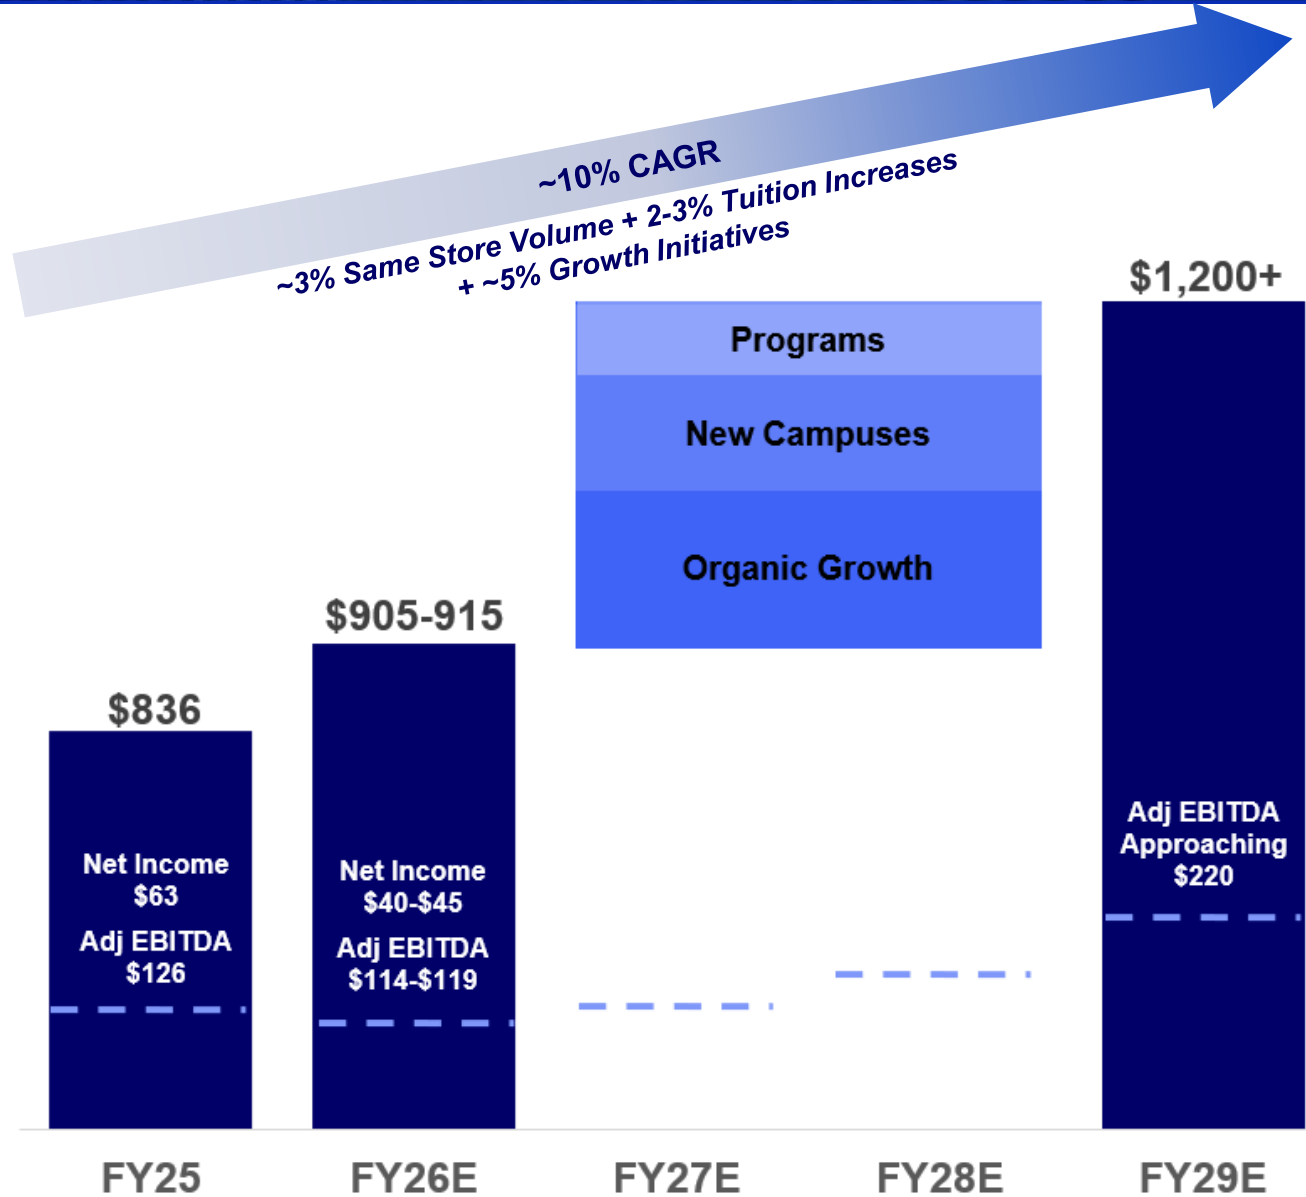 ~10% CAGR
~3% Same Store Volume + 2-3% Tuition Increases
+ ~5% Growth Initiatives
$1,200+
Programs
New Campuses
Organic Growth
$905-915
$836
Net Income
$63
Adj EBITDA
$126
Net Income
$40-$45
Adj EBITDA
$114-$119
Adj EBITDA
Approaching
$220
FY25
FY26E
FY27E
FY28E
FY29E